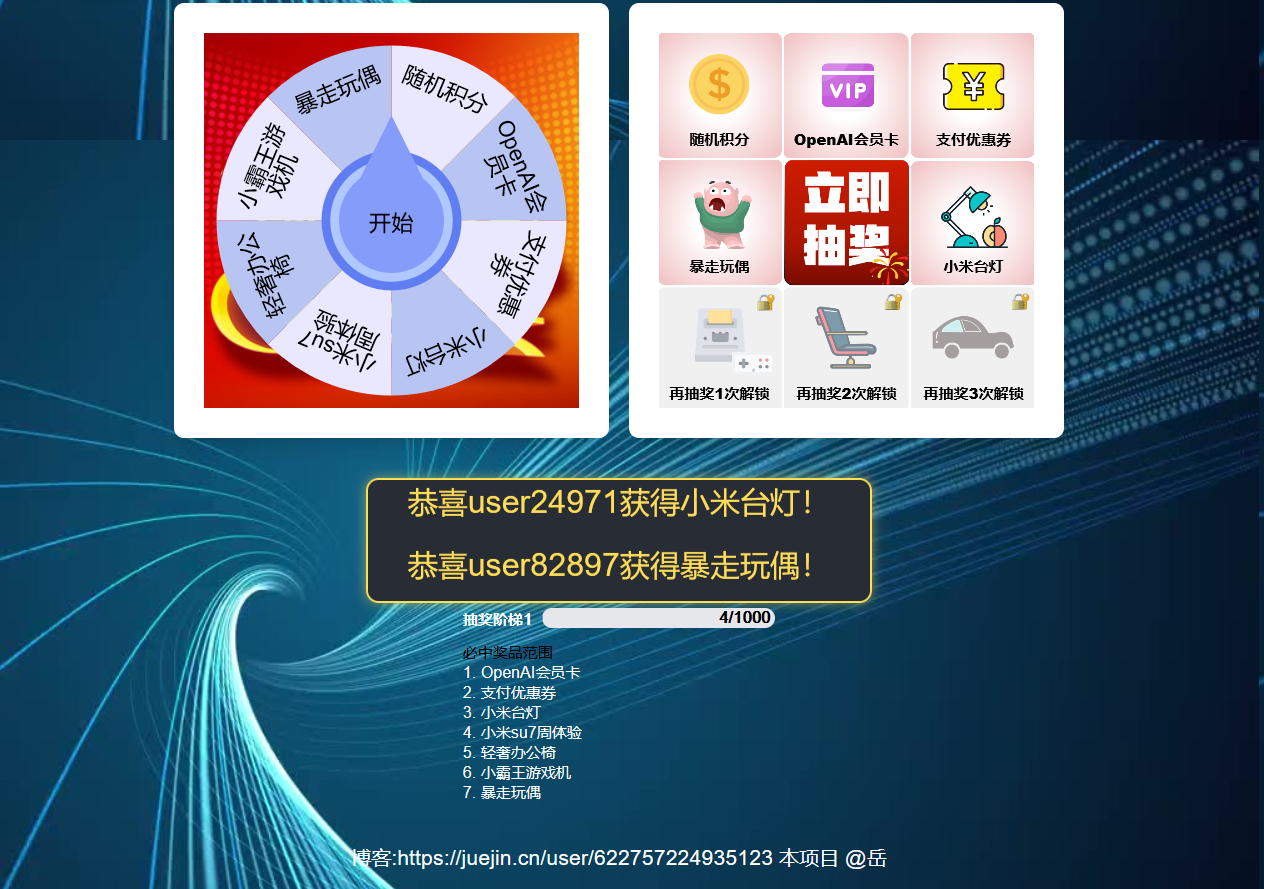 暴走玩偶
随机积分
OpenAI会
员卡
支付优惠
券
小米台灯
小米su7
周体验
轻奢办公
椅
小霸王游
戏机
开始
随机积分
OpenAI会员卡
支付优惠券
VIP
暴走玩偶
立即
抽奖
小米台灯
再抽奖1次解锁
再抽奖2次解锁
再抽奖3次解锁
恭喜user24971获得小米台灯！
恭喜user82897获得暴走玩偶！
抽奖阶梯1
4/1000
必中奖品范围
1. OpenAI会员卡
2. 支付优惠券
3. 小米台灯
4. 小米su7周体验
5. 轻奢办公椅
6. 小霸王游戏机
7. 暴走玩偶
博客:https://juejin.cn/user/622757224935123 本项目 @岳